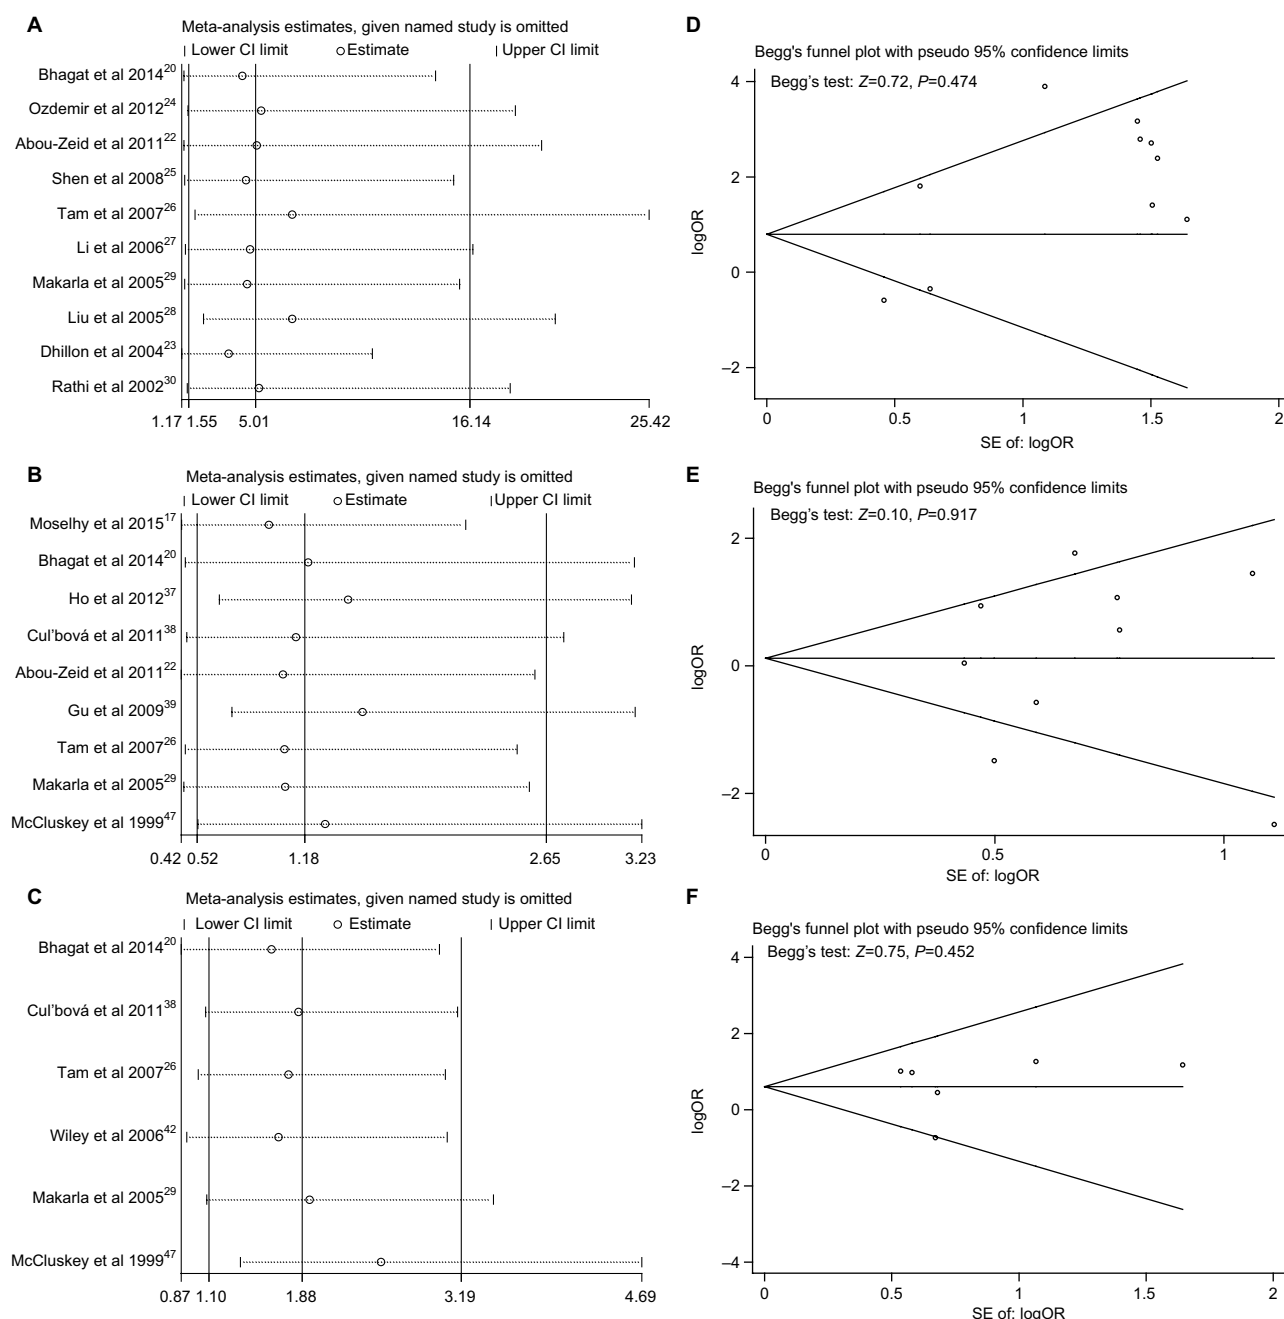 A
Meta-analysis estimates, given named study is omitted
Lower CI limit Estimate Upper CI limit
Bhagat et al 2014²⁰
Ozdemir et al 2012²⁴
Abou-Zeid et al 2011²²
Shen et al 2008²⁵
Tam et al 2007²⁶
Li et al 2006²⁷
Makarla et al 2005²⁹
Liu et al 2005²⁸
Dhillon et al 2004²³
Rathi et al 2002³⁰
1.17 1.55 5.01 16.14 25.42
D
Begg's funnel plot with pseudo 95% confidence limits
Begg's test: Z=0.72, P=0.474
4
2
0
–2
logOR
0 0.5 1 1.5 2
SE of: logOR
B
Meta-analysis estimates, given named study is omitted
Lower CI limit Estimate Upper CI limit
Moselhy et al 2015¹⁷
Bhagat et al 2014²⁰
Ho et al 2012³⁷
Cul'bová et al 2011³⁸
Abou-Zeid et al 2011²²
Gu et al 2009³⁹
Tam et al 2007²⁶
Makarla et al 2005²⁹
McCluskey et al 1999⁴⁷
0.42 0.52 1.18 2.65 3.23
E
Begg's funnel plot with pseudo 95% confidence limits
Begg's test: Z=0.10, P=0.917
2
0
–2
logOR
0 0.5 1
SE of: logOR
C
Meta-analysis estimates, given named study is omitted
Lower CI limit Estimate Upper CI limit
Bhagat et al 2014²⁰
Cul'bová et al 2011³⁸
Tam et al 2007²⁶
Wiley et al 2006⁴²
Makarla et al 2005²⁹
McCluskey et al 1999⁴⁷
0.87 1.10 1.88 3.19 4.69
F
Begg's funnel plot with pseudo 95% confidence limits
Begg's test: Z=0.75, P=0.452
4
2
0
–2
–4
logOR
0 0.5 1 1.5 2
SE of: logOR